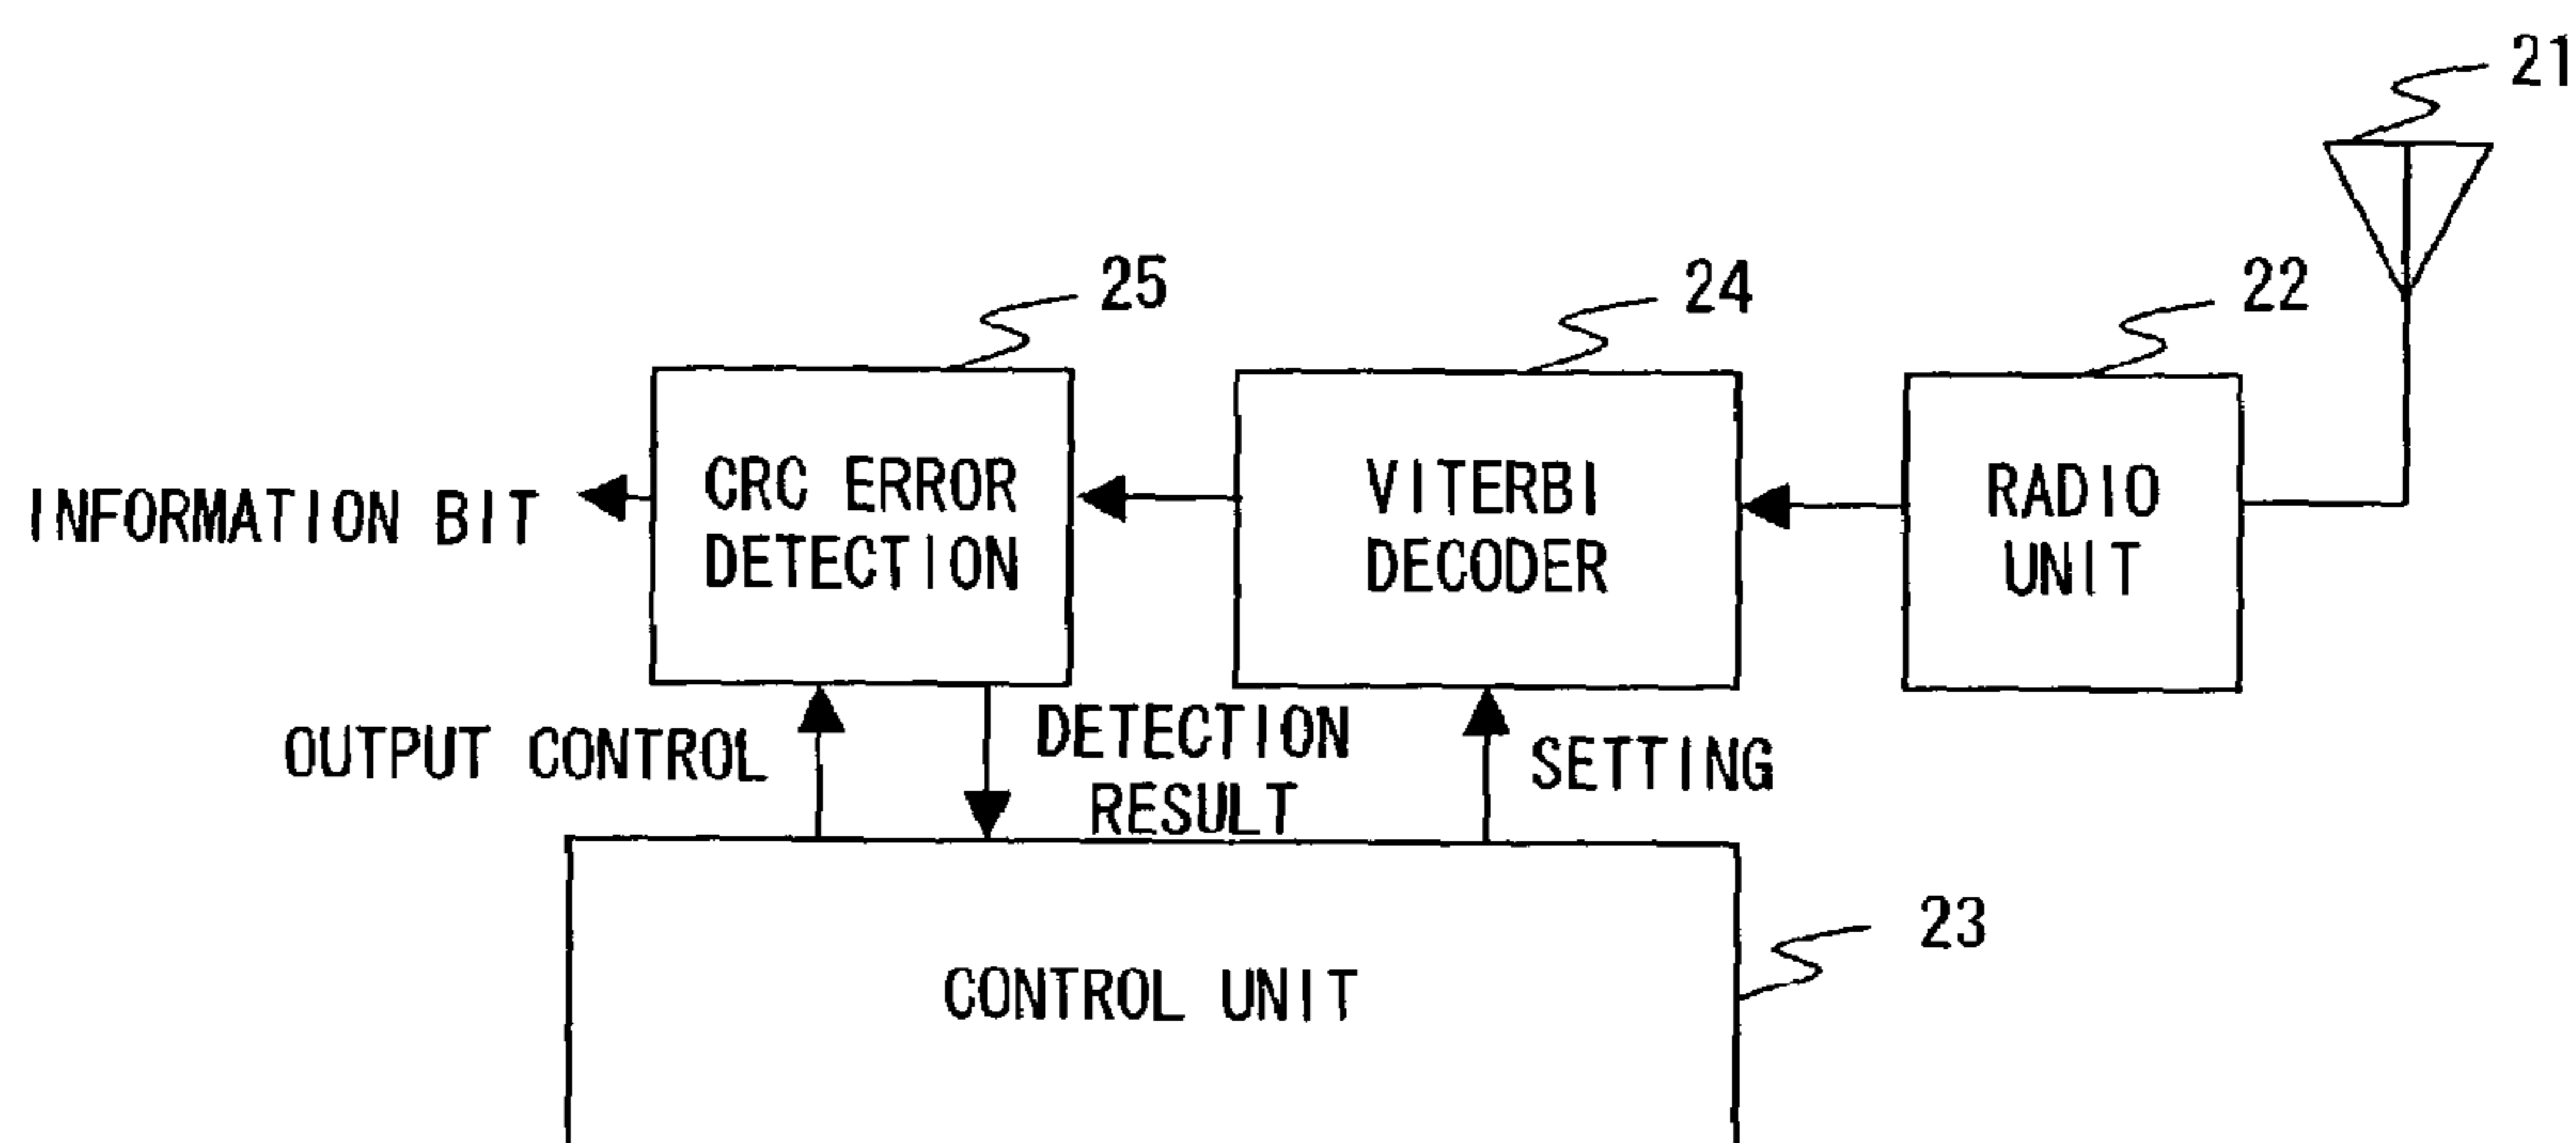 21
25
24
22
CRC ERROR
DETECTION
VITERBI
DECODER
RADIO
UNIT
INFORMATION BIT
OUTPUT CONTROL
DETECTION
RESULT
SETTING
23
CONTROL UNIT